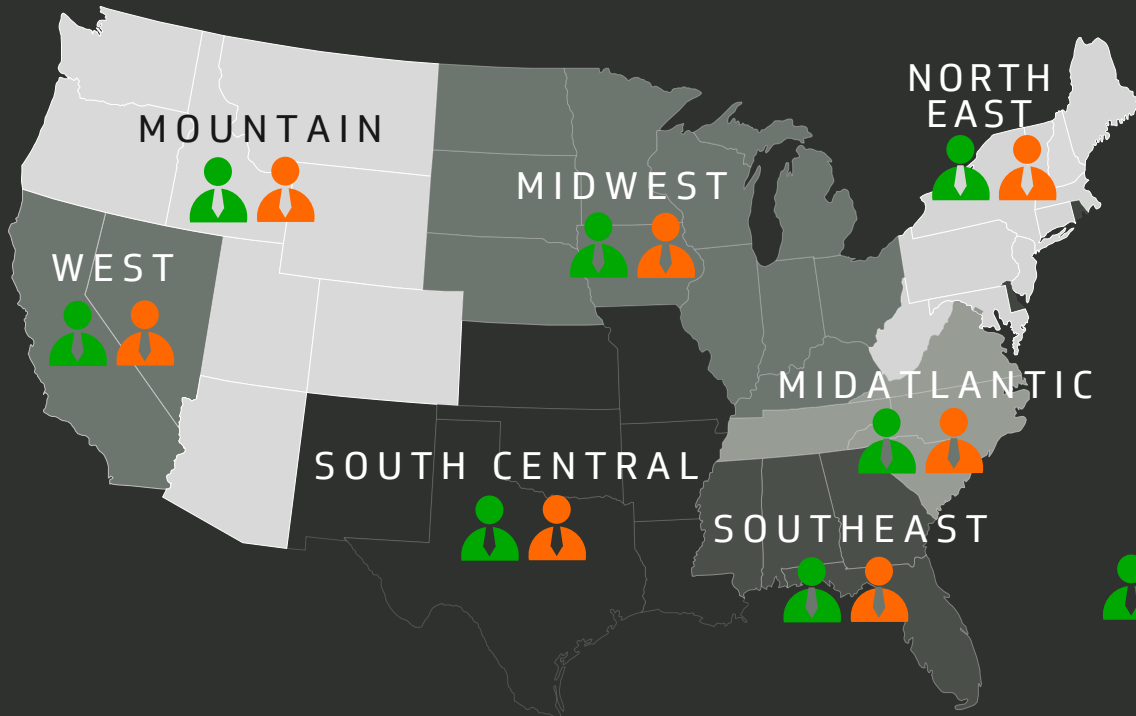 NORTH
EAST
MOUNTAIN
MIDWEST
WEST
MIDATLANTIC
SOUTH CENTRAL
SOUTHEAST